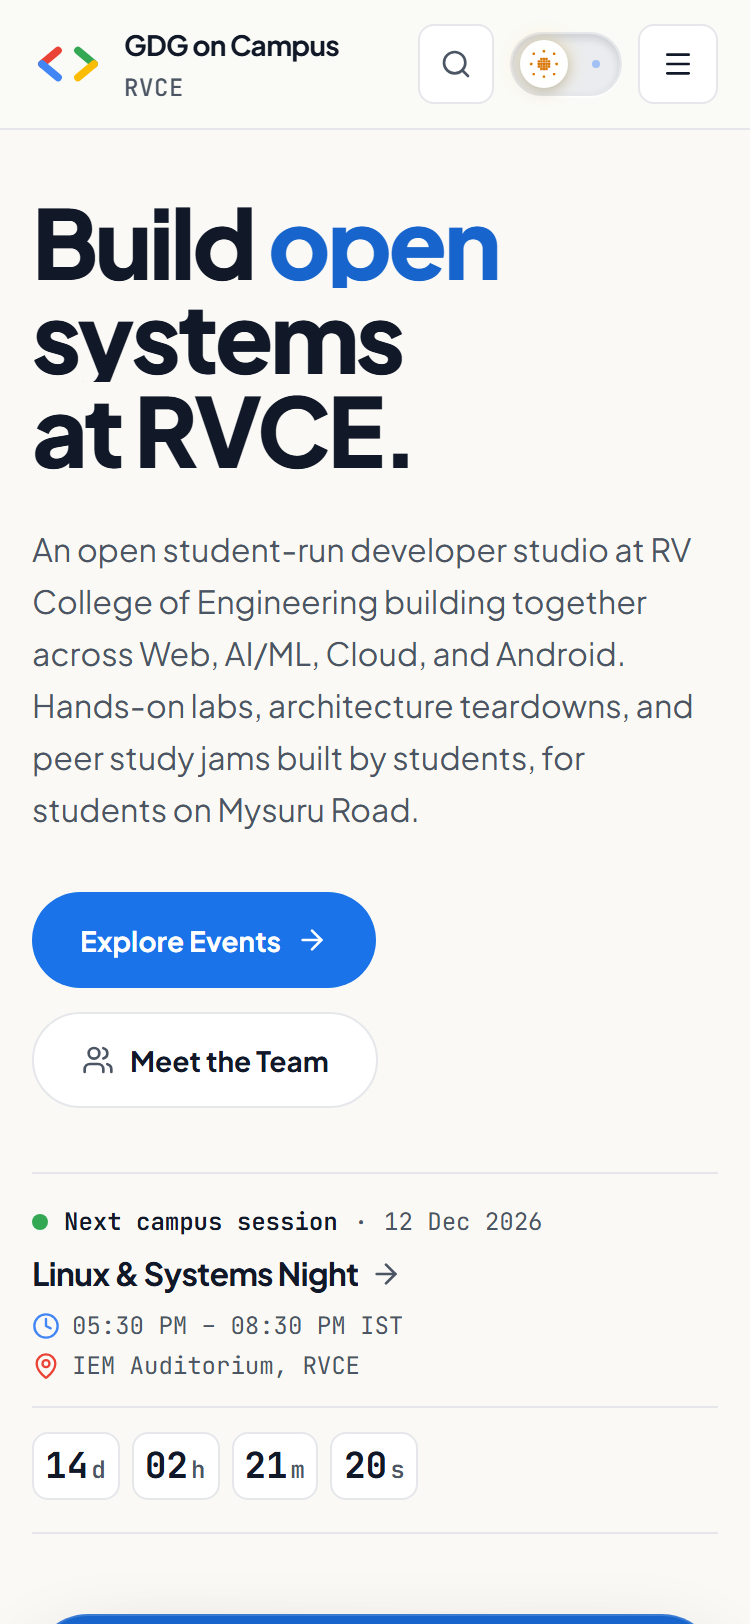 GDG on Campus
RVCE
Build open
systems
at RVCE.
An open student-run developer studio at RV
College of Engineering building together
across Web, AI/ML, Cloud, and Android.
Hands-on labs, architecture teardowns, and
peer study jams built by students, for
students on Mysuru Road.
Explore Events →
Meet the Team
Next campus session · 12 Dec 2026
Linux & Systems Night →
05:30 PM – 08:30 PM IST
IEM Auditorium, RVCE
14d 02h 21m 20s